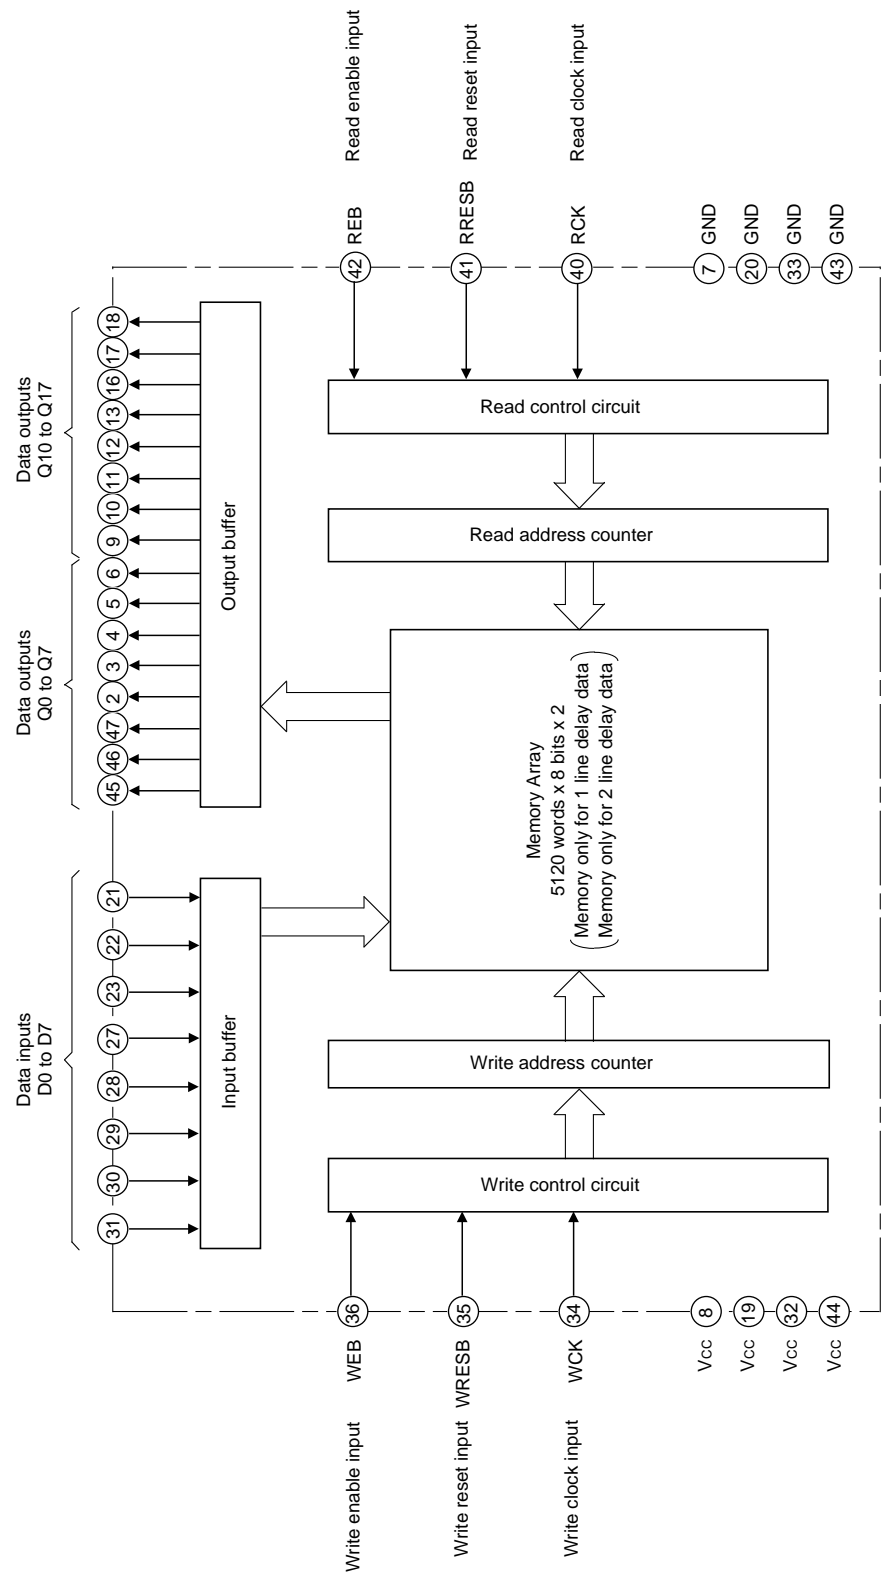 Data inputs
D0 to D7
Data outputs
Q0 to Q7
Data outputs
Q10 to Q17
31
30
29
28
27
23
22
21
45
46
47
2
3
4
5
6
9
10
11
12
13
16
17
18
Input buffer
Output buffer
Write enable input
WEB
36
Write reset input
WRESB
35
Write clock input
WCK
34
Write control circuit
Write address counter
Memory Array
5120 words x 8 bits x 2
Memory only for 1 line delay data
Memory only for 2 line delay data
Read address counter
Read control circuit
42
REB
Read enable input
41
RRESB
Read reset input
40
RCK
Read clock input
Vcc
8
Vcc
19
Vcc
32
Vcc
44
7
GND
20
GND
33
GND
43
GND